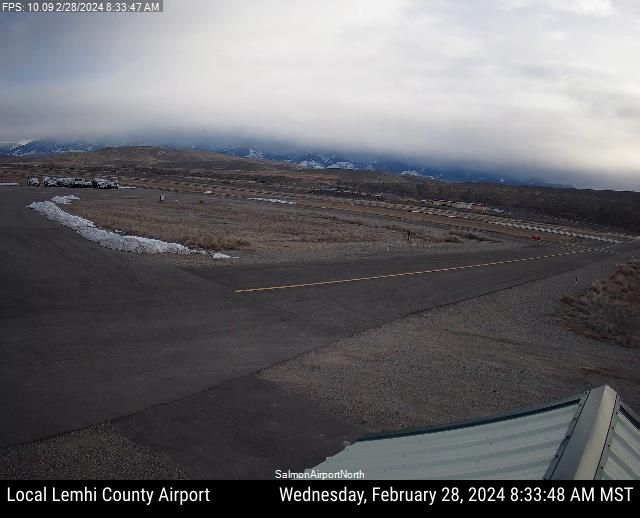 FPS: 10.09 2/28/2024 8:33:47 AM
SalmonAirportNorth
Local Lemhi County Airport Wednesday, February 28, 2024 8:33:48 AM MST